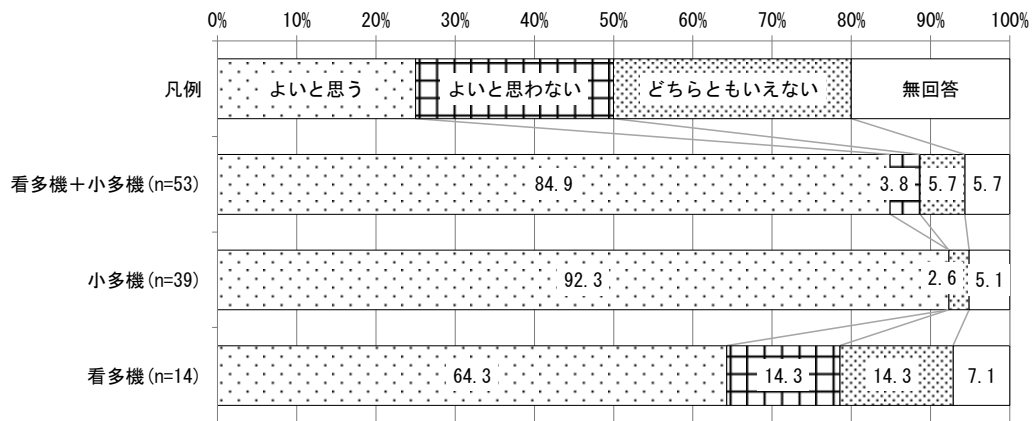 0% 10% 20% 30% 40% 50% 60% 70% 80% 90% 100%
凡例 よいと思う よいと思わない どちらともいえない 無回答
看多機＋小多機(n=53) 84.9 3.8 5.7 5.7
小多機(n=39) 92.3 2.6 5.1
看多機(n=14) 64.3 14.3 14.3 7.1